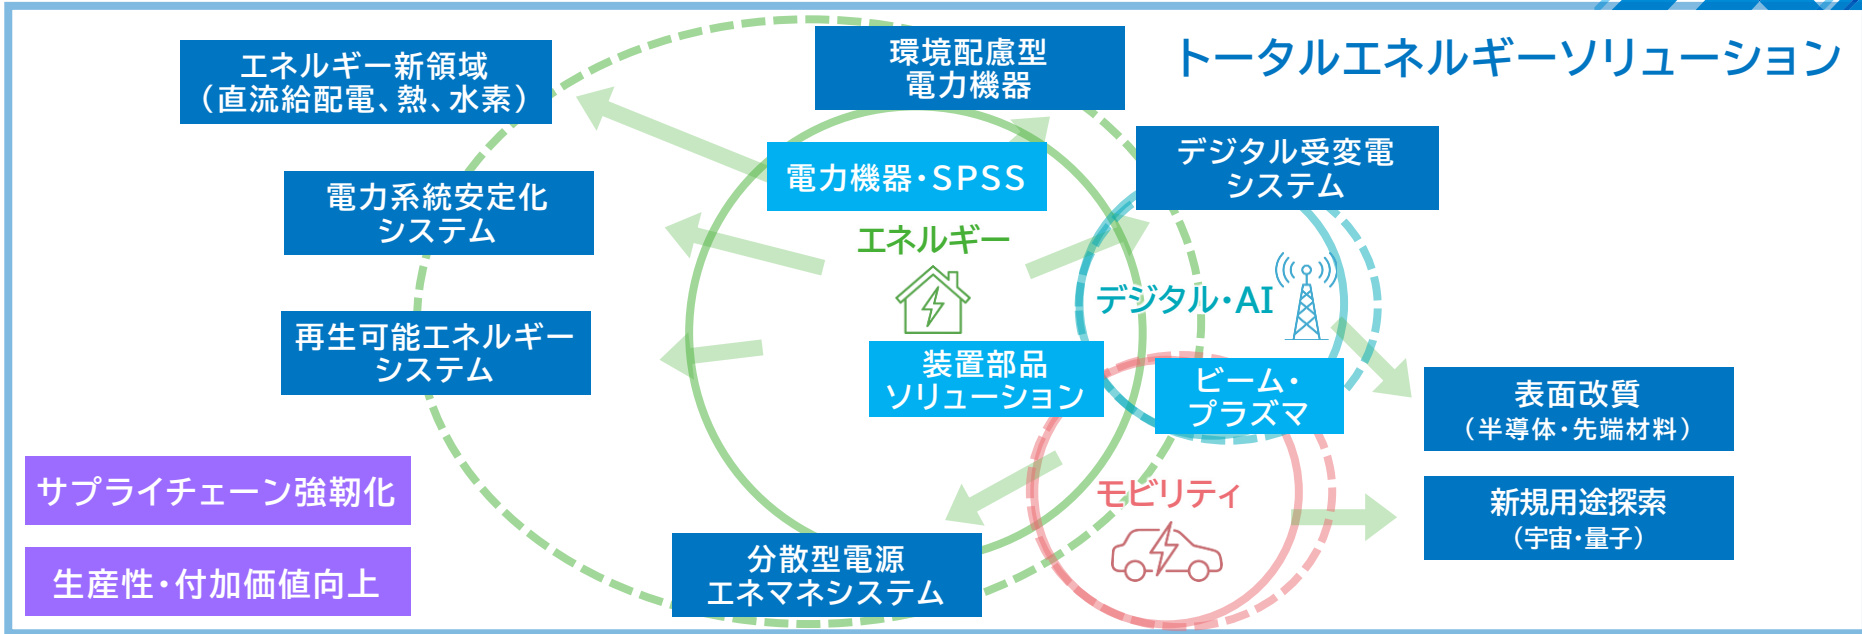 トータルエネルギーソリューション
エネルギー新領域
（直流給配電、熱、水素）
環境配慮型
電力機器
デジタル受変電
システム
電力機器・SPSS
電力系統安定化
システム
エネルギー
デジタル・AI
再生可能エネルギー
システム
装置部品
ソリューション
ビーム・
プラズマ
表面改質
（半導体・先端材料）
モビリティ
新規用途探索
（宇宙・量子）
サプライチェーン強靭化
生産性・付加価値向上
分散型電源
エネマネシステム